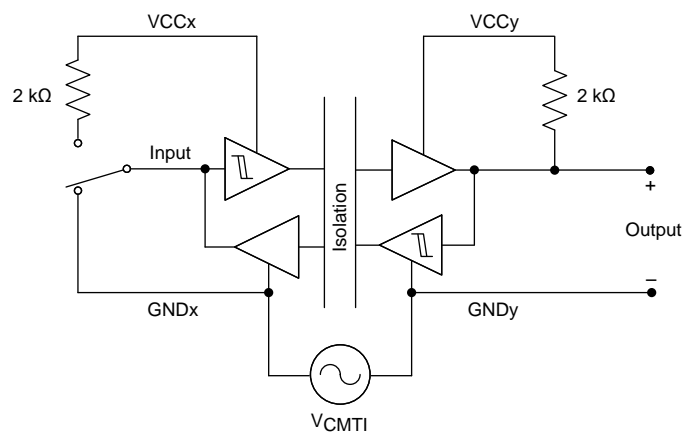 VCCx
VCCy
2 kΩ
2 kΩ
Input
Isolation
+
Output
–
GNDx
GNDy
VCMTI